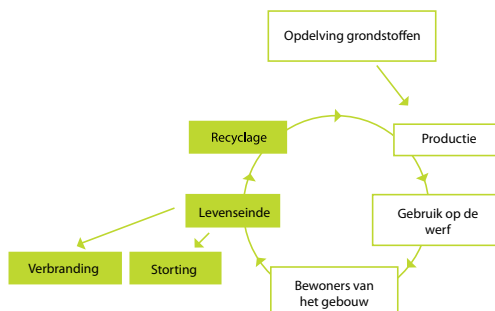 Opdelving grondstoffen
Recyclage
Productie
Levenseinde
Gebruik op de
werf
Verbranding
Storting
Bewoners van
het gebouw